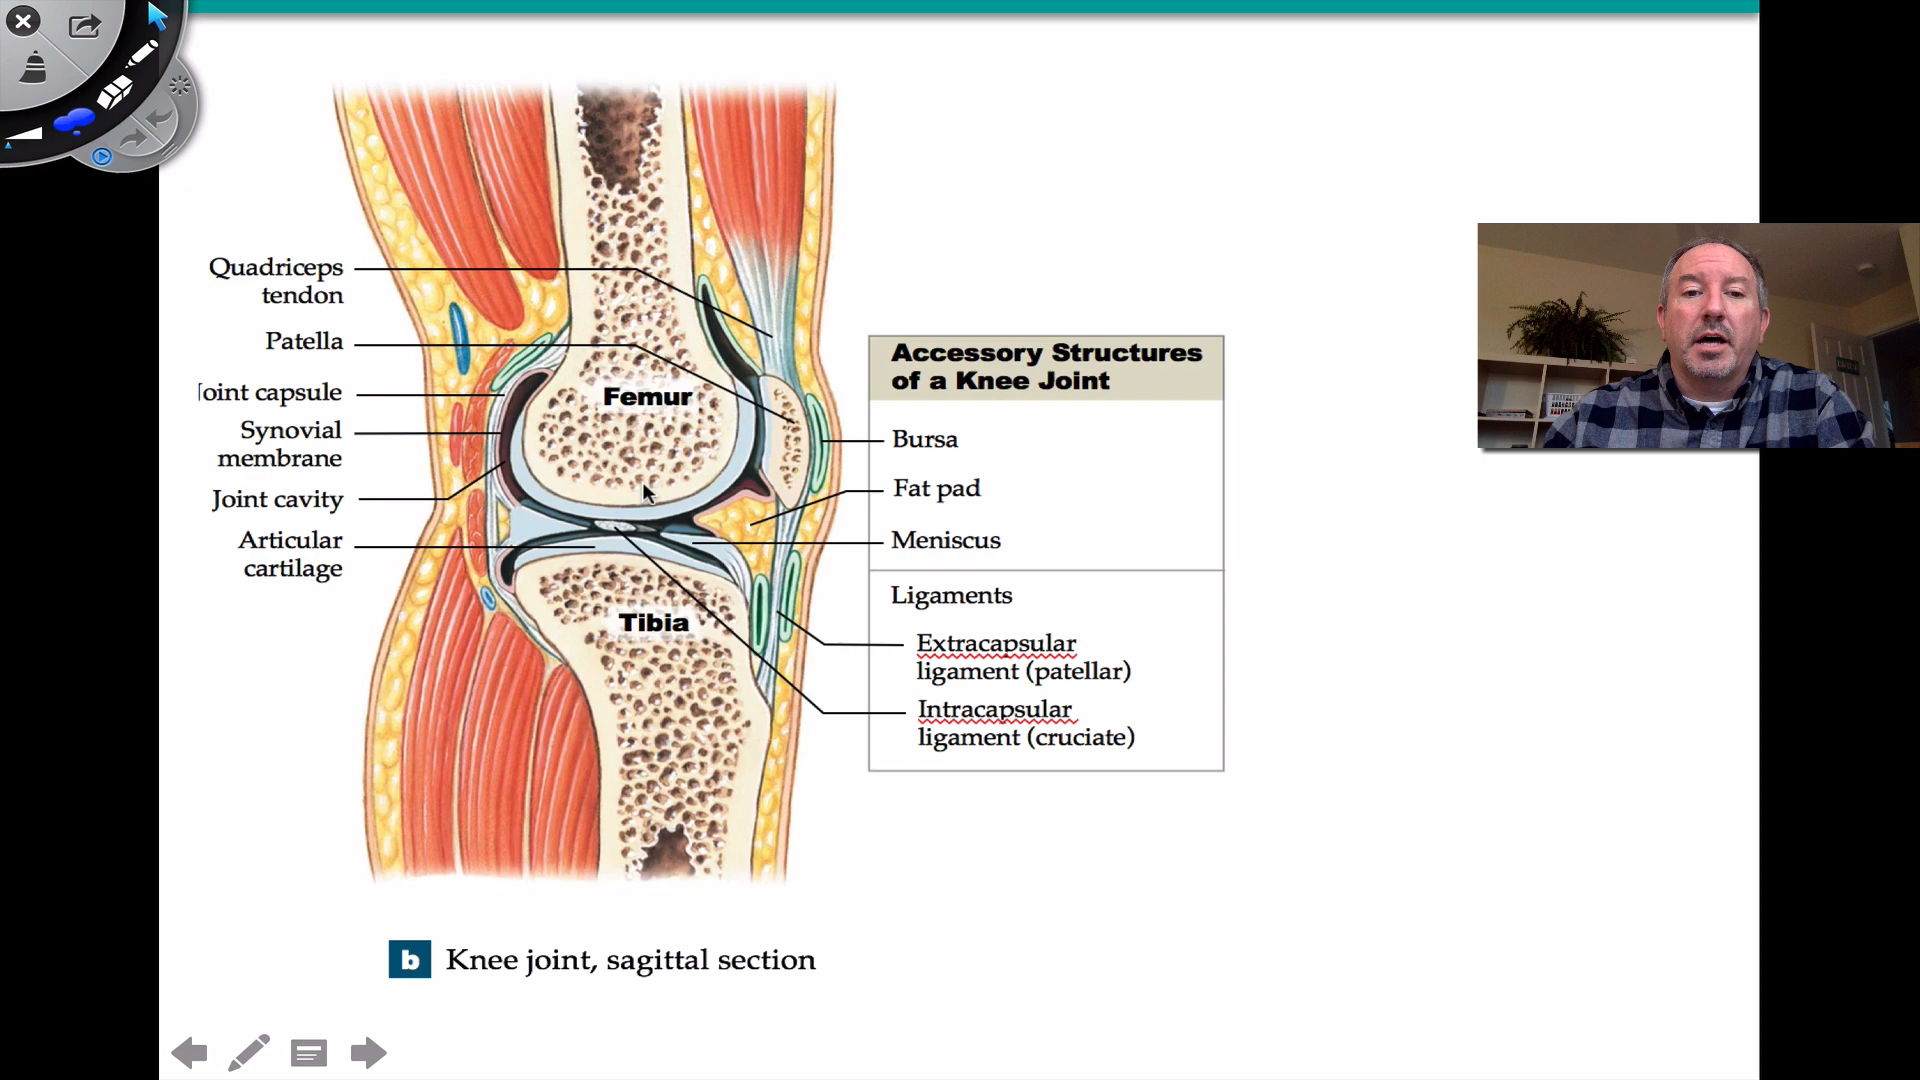 Quadriceps
tendon
Patella
Joint capsule
Synovial
membrane
Joint cavity
Articular
cartilage
Femur
Tibia
Accessory Structures
of a Knee Joint
Bursa
Fat pad
Meniscus
Ligaments
Extracapsular
ligament (patellar)
Intracapsular
ligament (cruciate)
b Knee joint, sagittal section